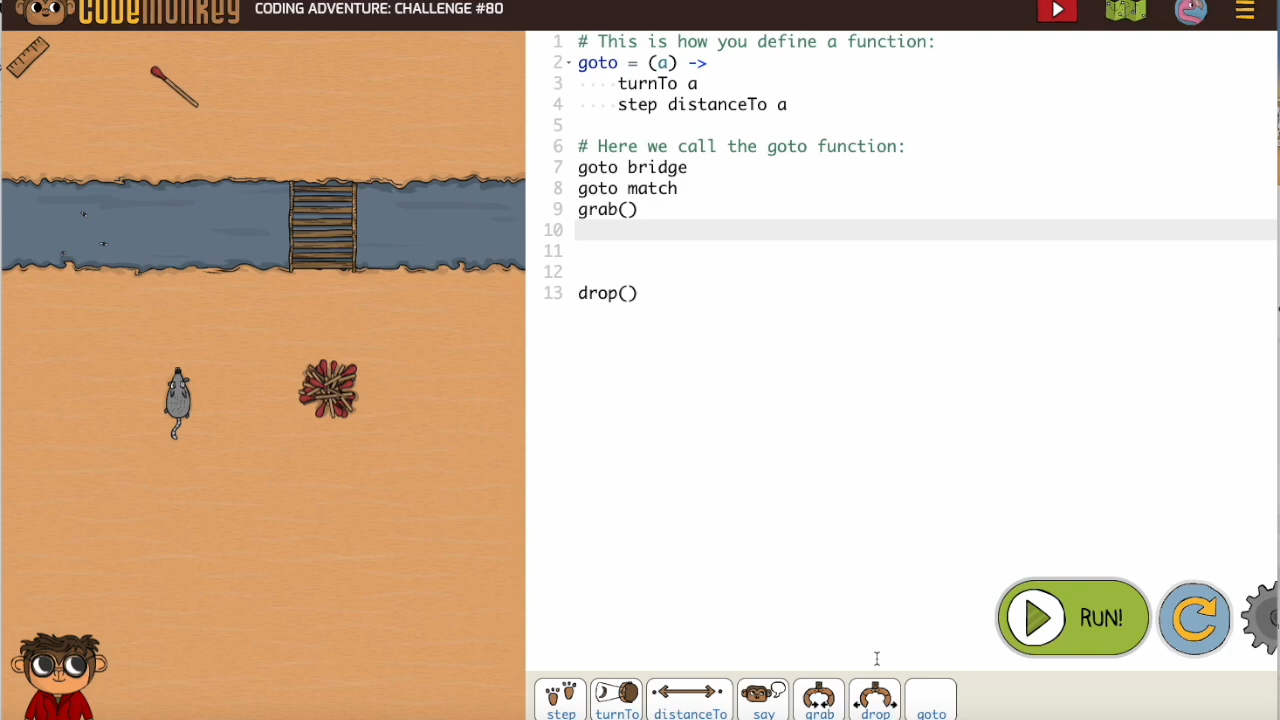 CODEMONKEY
CODING ADVENTURE: CHALLENGE #80
1 # This is how you define a function:
2 goto = (a) ->
3 turnTo a
4 step distanceTo a
5
6 # Here we call the goto function:
7 goto bridge
8 goto match
9 grab()
10
11
12
13 drop()
RUN!
step turnTo distanceTo say grab drop goto